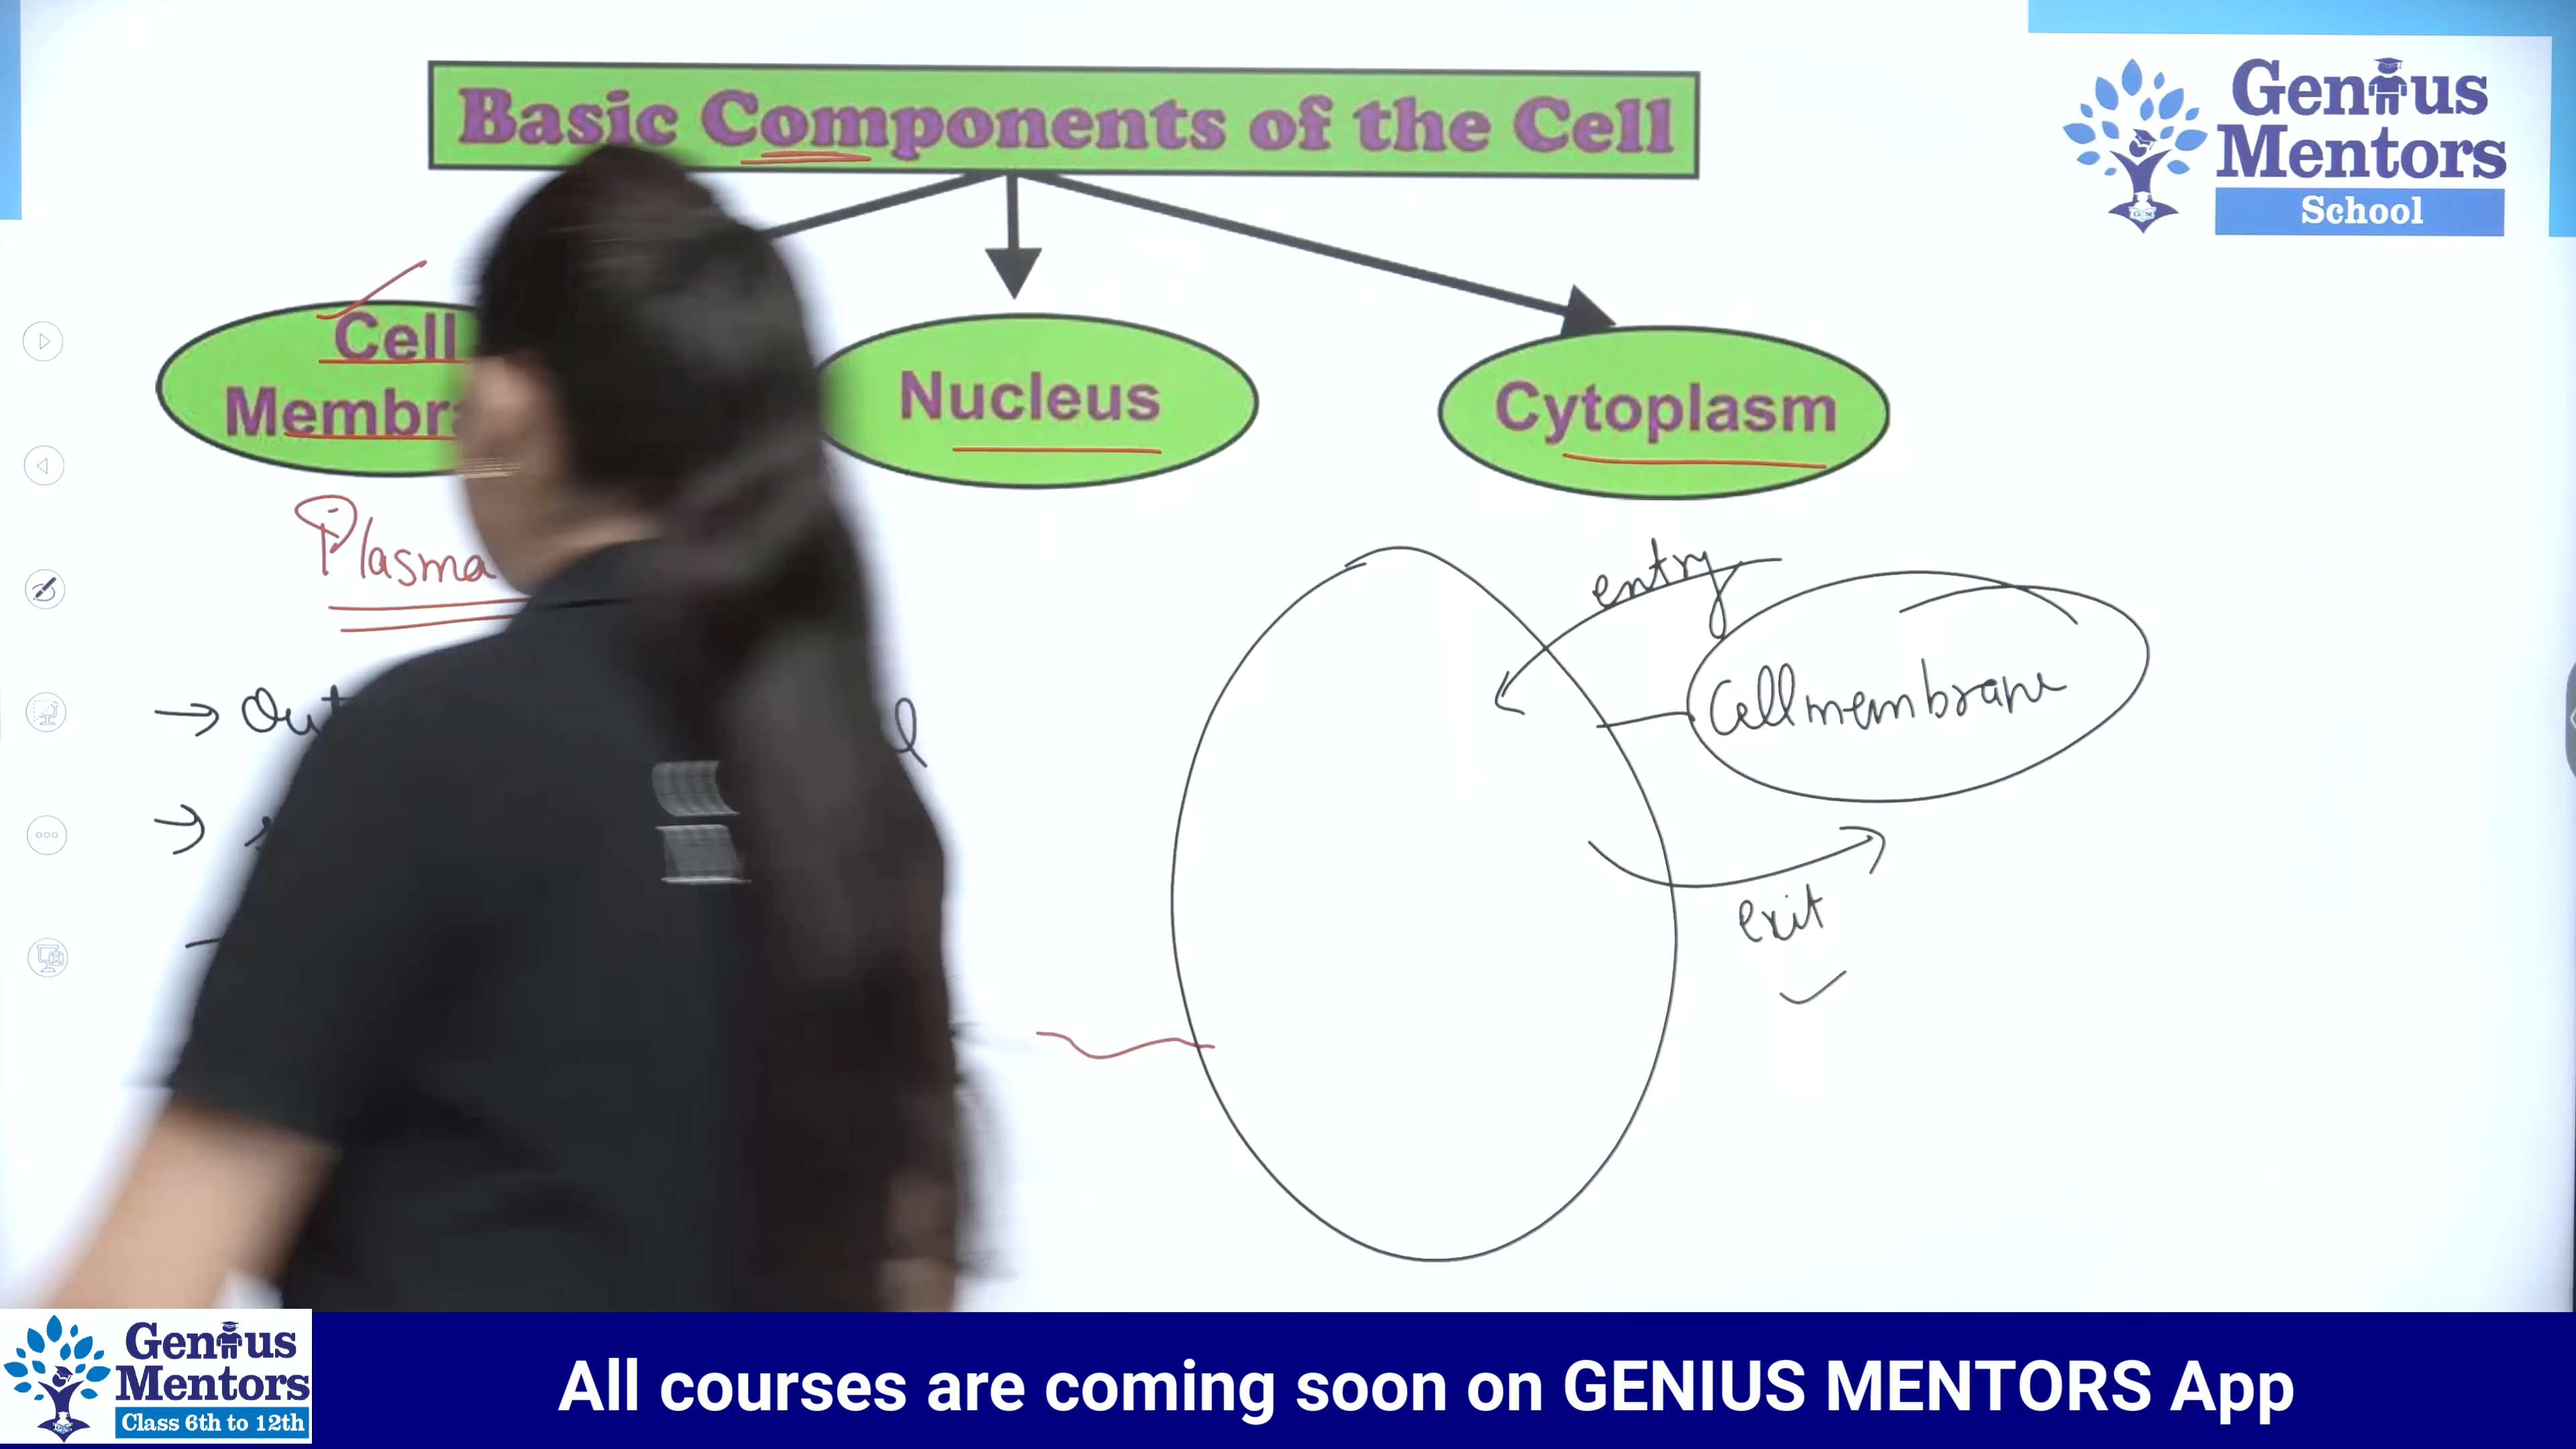 Basic Components of the Cell
Genius
Mentors
School
Cell
Nucleus
Cytoplasm
Plasma
entry
Cell membrane
exit
Genius
Mentors
Class 6th to 12th
All courses are coming soon on GENIUS MENTORS App